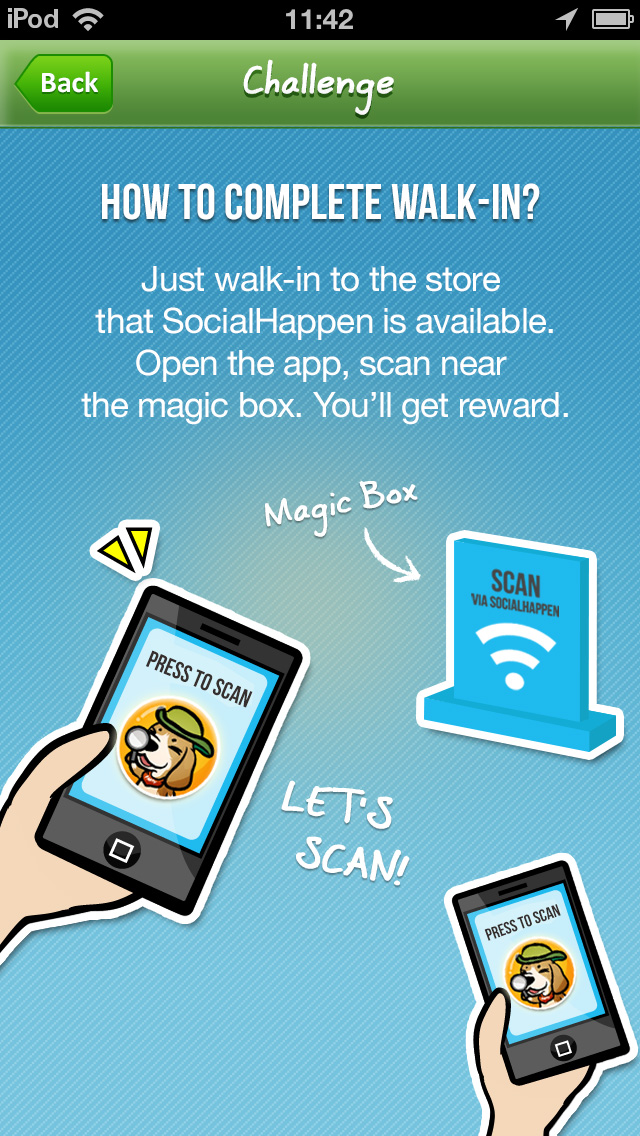 iPod 11:42
Back Challenge
HOW TO COMPLETE WALK-IN?
Just walk-in to the store
that SocialHappen is available.
Open the app, scan near
the magic box. You'll get reward.
Magic Box
SCAN
VIA SOCIALHAPPEN
PRESS TO SCAN
LET'S
SCAN!
PRESS TO SCAN